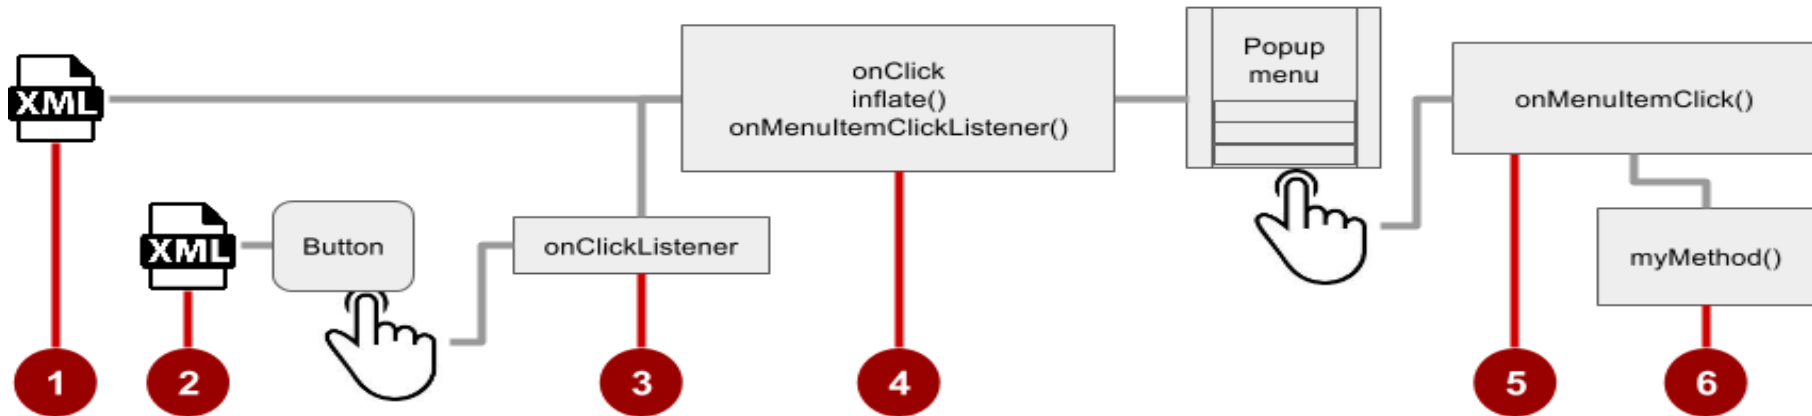 XML
onClick
inflate()
onMenuItemClickListener()
Popup
menu
onMenuItemClick()
XML
Button
onClickListener
myMethod()
1
2
3
4
5
6